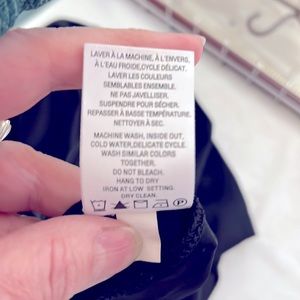 LAVER À LA MACHINE, À L'ENVERS,
À L'EAU FROIDE,CYCLE DÉLICAT.
LAVER LES COULEURS
SEMBLABLES ENSEMBLE.
NE PAS JAVELLISER.
SUSPENDRE POUR SÉCHER.
REPASSER À BASSE TEMPÉRATURE.
NETTOYER À SEC.
MACHINE WASH, INSIDE OUT,
COLD WATER,DELICATE CYCLE.
WASH SIMILAR COLORS
TOGETHER.
DO NOT BLEACH.
HANG TO DRY
IRON AT LOW SETTING.
DRY CLEAN.